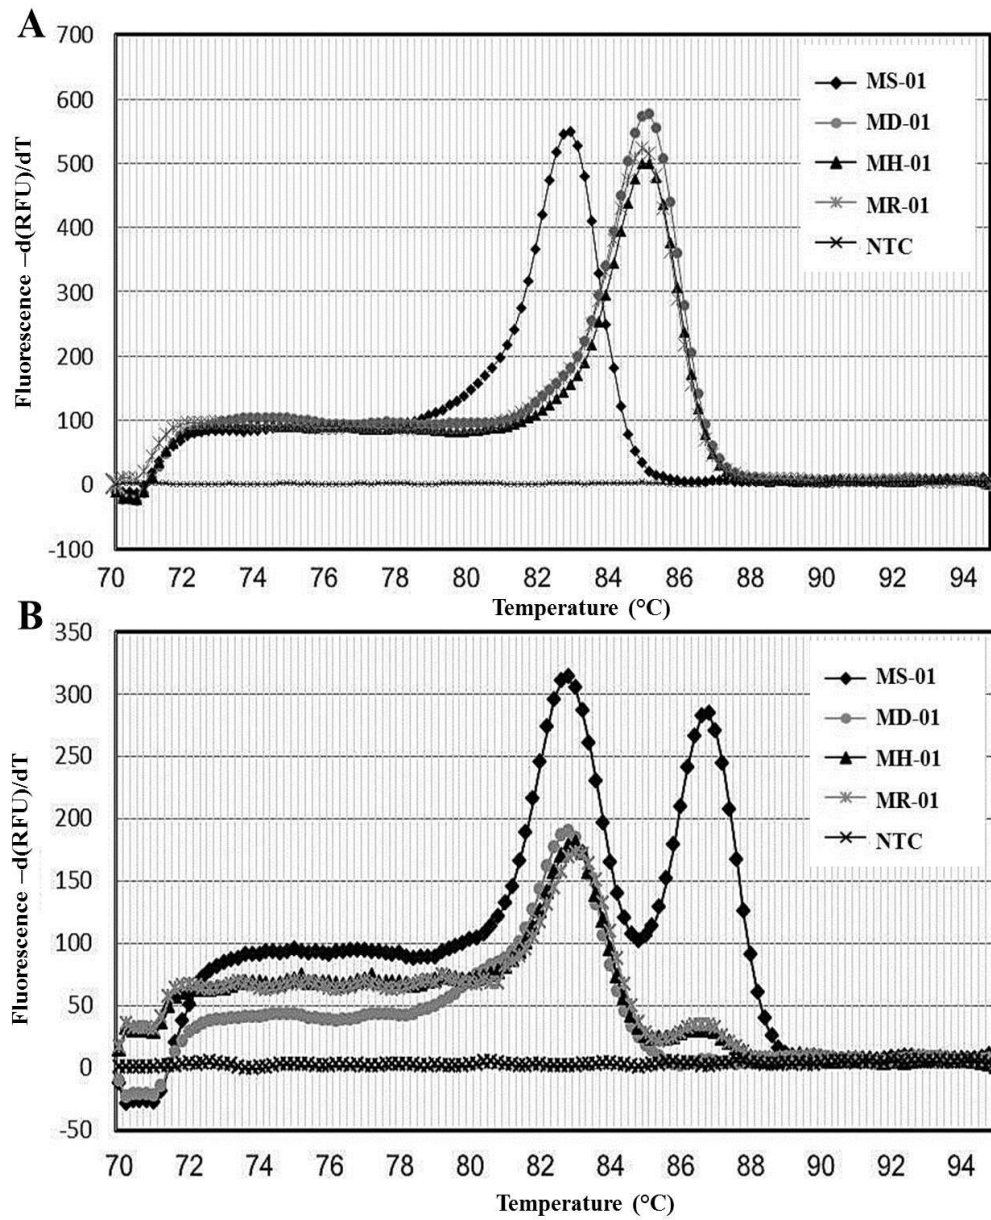 A
Fluorescence –d(RFU)/dT
700
600
500
400
300
200
100
0
-100
MS-01
MD-01
MH-01
MR-01
NTC
70 72 74 76 78 80 82 84 86 88 90 92 94
Temperature (°C)
B
Fluorescence –d(RFU)/dT
350
300
250
200
150
100
50
0
-50
MS-01
MD-01
MH-01
MR-01
NTC
70 72 74 76 78 80 82 84 86 88 90 92 94
Temperature (°C)